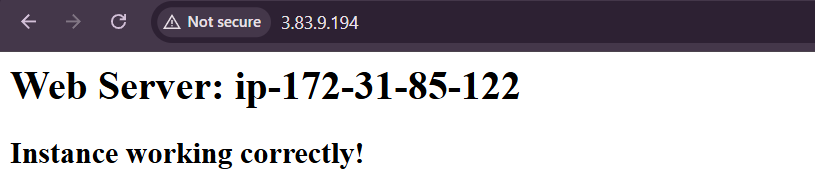 Not secure 3.83.9.194
Web Server: ip-172-31-85-122
Instance working correctly!